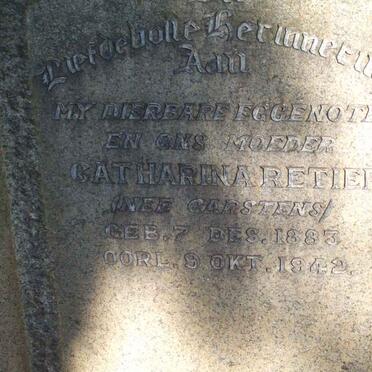 Liefdevolle Herinnering
Aan
MY DIERBARE EGGENOTE
EN ONS MOEDER
CATHARINA RETIEF
/NEE CARSTENS/
GEB. 7 DES. 1883
OORL. 9 OKT. 1942.